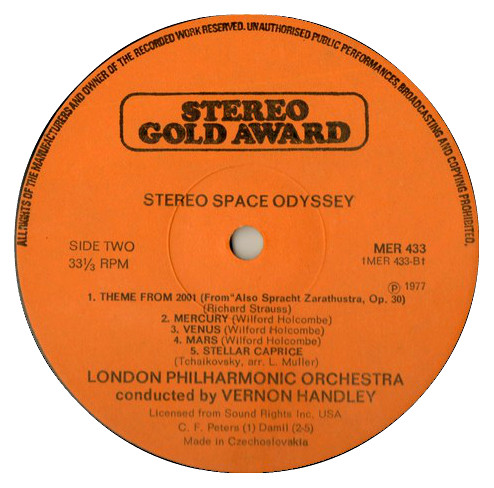 ALL RIGHTS OF THE MANUFACTURERS AND OWNER OF THE RECORDED WORK RESERVED. UNAUTHORISED PUBLIC PERFORMANCES, BROADCASTING AND COPYING PROHIBITED.
STEREO
GOLD AWARD
STEREO SPACE ODYSSEY
SIDE TWO
33⅓ RPM
MER 433
†MER 433-B†
℗ 1977
1. THEME FROM 2001 (From"Also Spracht Zarathustra, Op. 30)
(Richard Strauss)
2. MERCURY (Wilford Holcombe)
3. VENUS (Wilford Holcombe)
4. MARS (Wilford Holcombe)
5. STELLAR CAPRICE
(Tchaikovsky, arr. L. Muller)
LONDON PHILHARMONIC ORCHESTRA
conducted by VERNON HANDLEY
Licensed from Sound Rights Inc, USA
C. F. Peters (1) Damil (2-5)
Made in Czechoslovakia